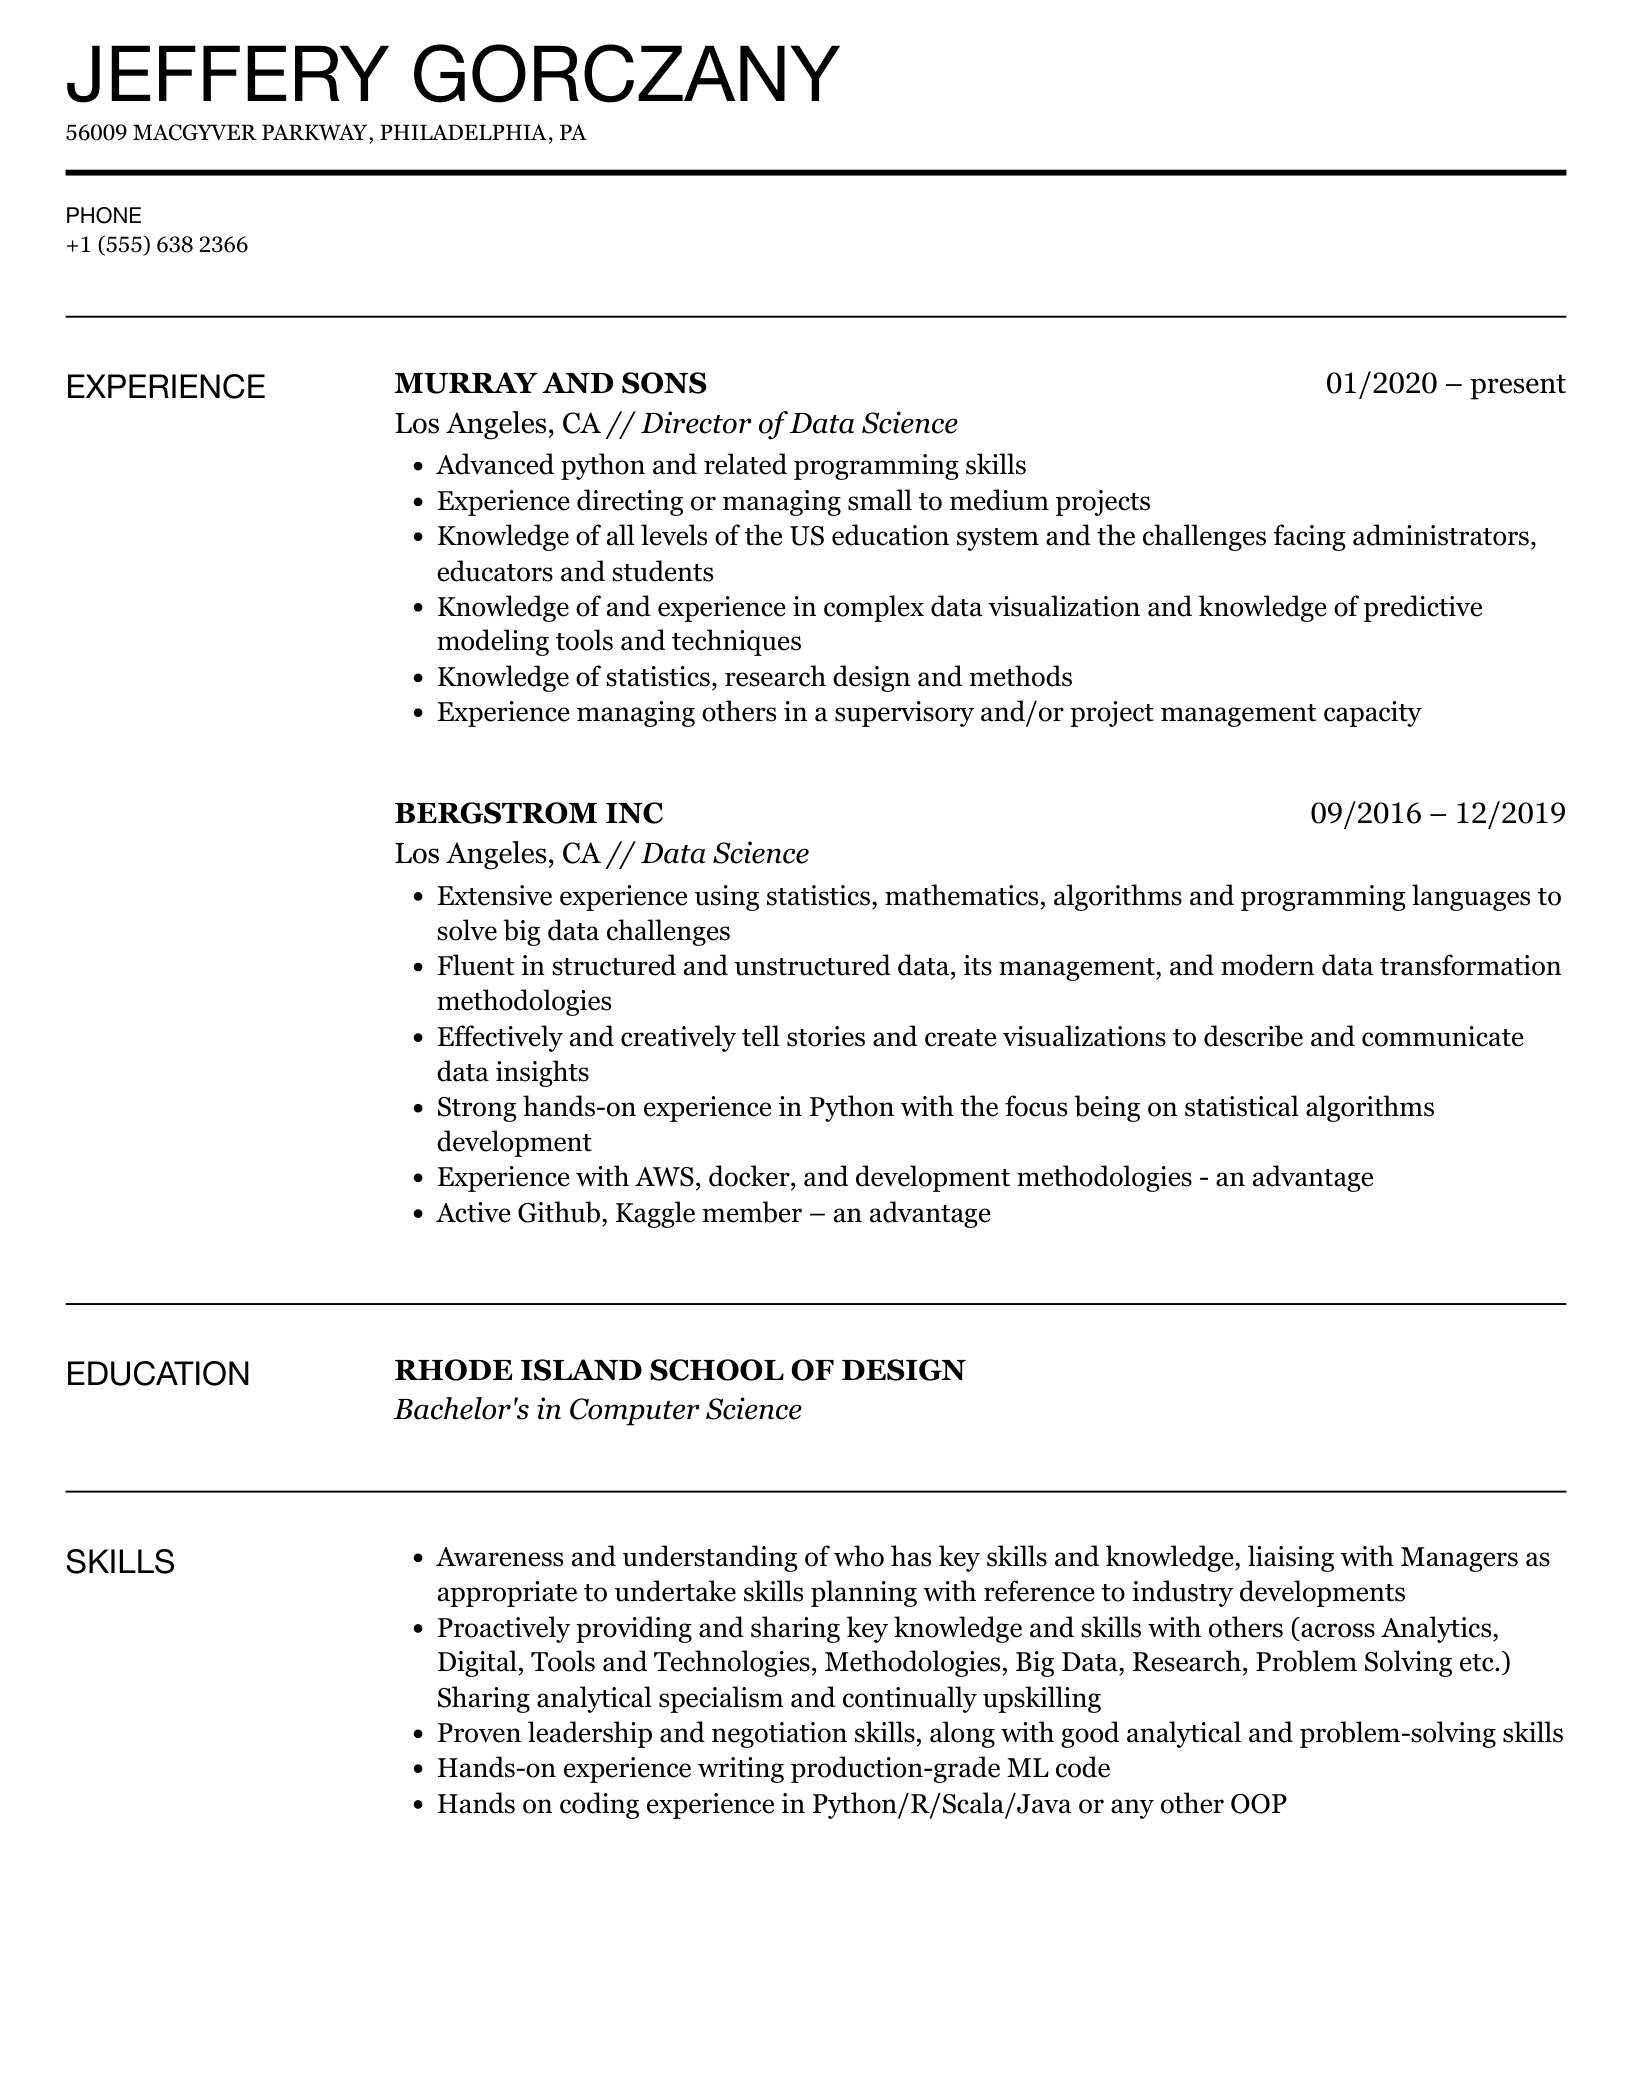 JEFFERY GORCZANY
56009 MACGYVER PARKWAY, PHILADELPHIA, PA
PHONE
+1 (555) 638 2366
EXPERIENCE
MURRAY AND SONS 01/2020 – present
Los Angeles, CA // Director of Data Science
• Advanced python and related programming skills
• Experience directing or managing small to medium projects
• Knowledge of all levels of the US education system and the challenges facing administrators,
educators and students
• Knowledge of and experience in complex data visualization and knowledge of predictive
modeling tools and techniques
• Knowledge of statistics, research design and methods
• Experience managing others in a supervisory and/or project management capacity
BERGSTROM INC 09/2016 – 12/2019
Los Angeles, CA // Data Science
• Extensive experience using statistics, mathematics, algorithms and programming languages to
solve big data challenges
• Fluent in structured and unstructured data, its management, and modern data transformation
methodologies
• Effectively and creatively tell stories and create visualizations to describe and communicate
data insights
• Strong hands-on experience in Python with the focus being on statistical algorithms
development
• Experience with AWS, docker, and development methodologies - an advantage
• Active Github, Kaggle member – an advantage
EDUCATION
RHODE ISLAND SCHOOL OF DESIGN
Bachelor's in Computer Science
SKILLS
• Awareness and understanding of who has key skills and knowledge, liaising with Managers as
appropriate to undertake skills planning with reference to industry developments
• Proactively providing and sharing key knowledge and skills with others (across Analytics,
Digital, Tools and Technologies, Methodologies, Big Data, Research, Problem Solving etc.)
Sharing analytical specialism and continually upskilling
• Proven leadership and negotiation skills, along with good analytical and problem-solving skills
• Hands-on experience writing production-grade ML code
• Hands on coding experience in Python/R/Scala/Java or any other OOP